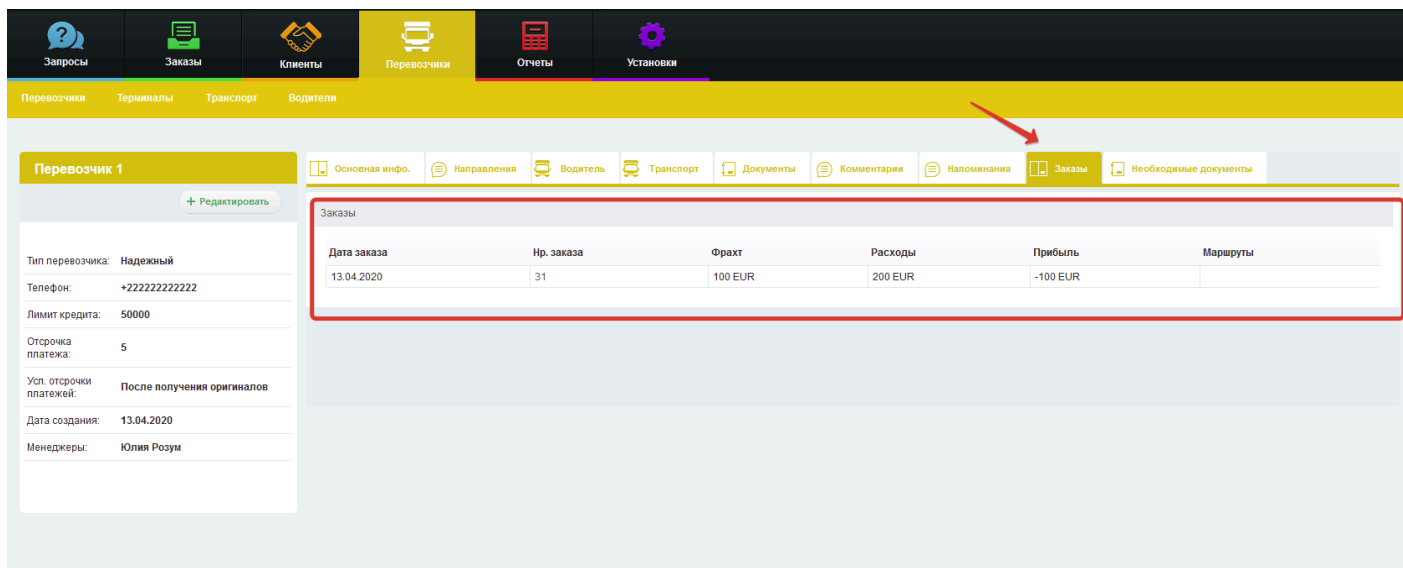 Запросы
Заказы
Клиенты
Перевозчики
Отчеты
Установки
Перевозчики
Терминалы
Транспорт
Водители
Перевозчик 1
+ Редактировать
Тип перевозчика: Надежный
Телефон: +222222222222
Лимит кредита: 50000
Отсрочка
платежа: 5
Усл. отсрочки
платежей: После получения оригиналов
Дата создания: 13.04.2020
Менеджеры: Юлия Розум
Основная инфо.
Направления
Водитель
Транспорт
Документы
Комментарии
Напоминания
Заказы
Необходимые документы
Заказы
Дата заказа Нр. заказа Фрахт Расходы Прибыль Маршруты
13.04.2020 31 100 EUR 200 EUR -100 EUR